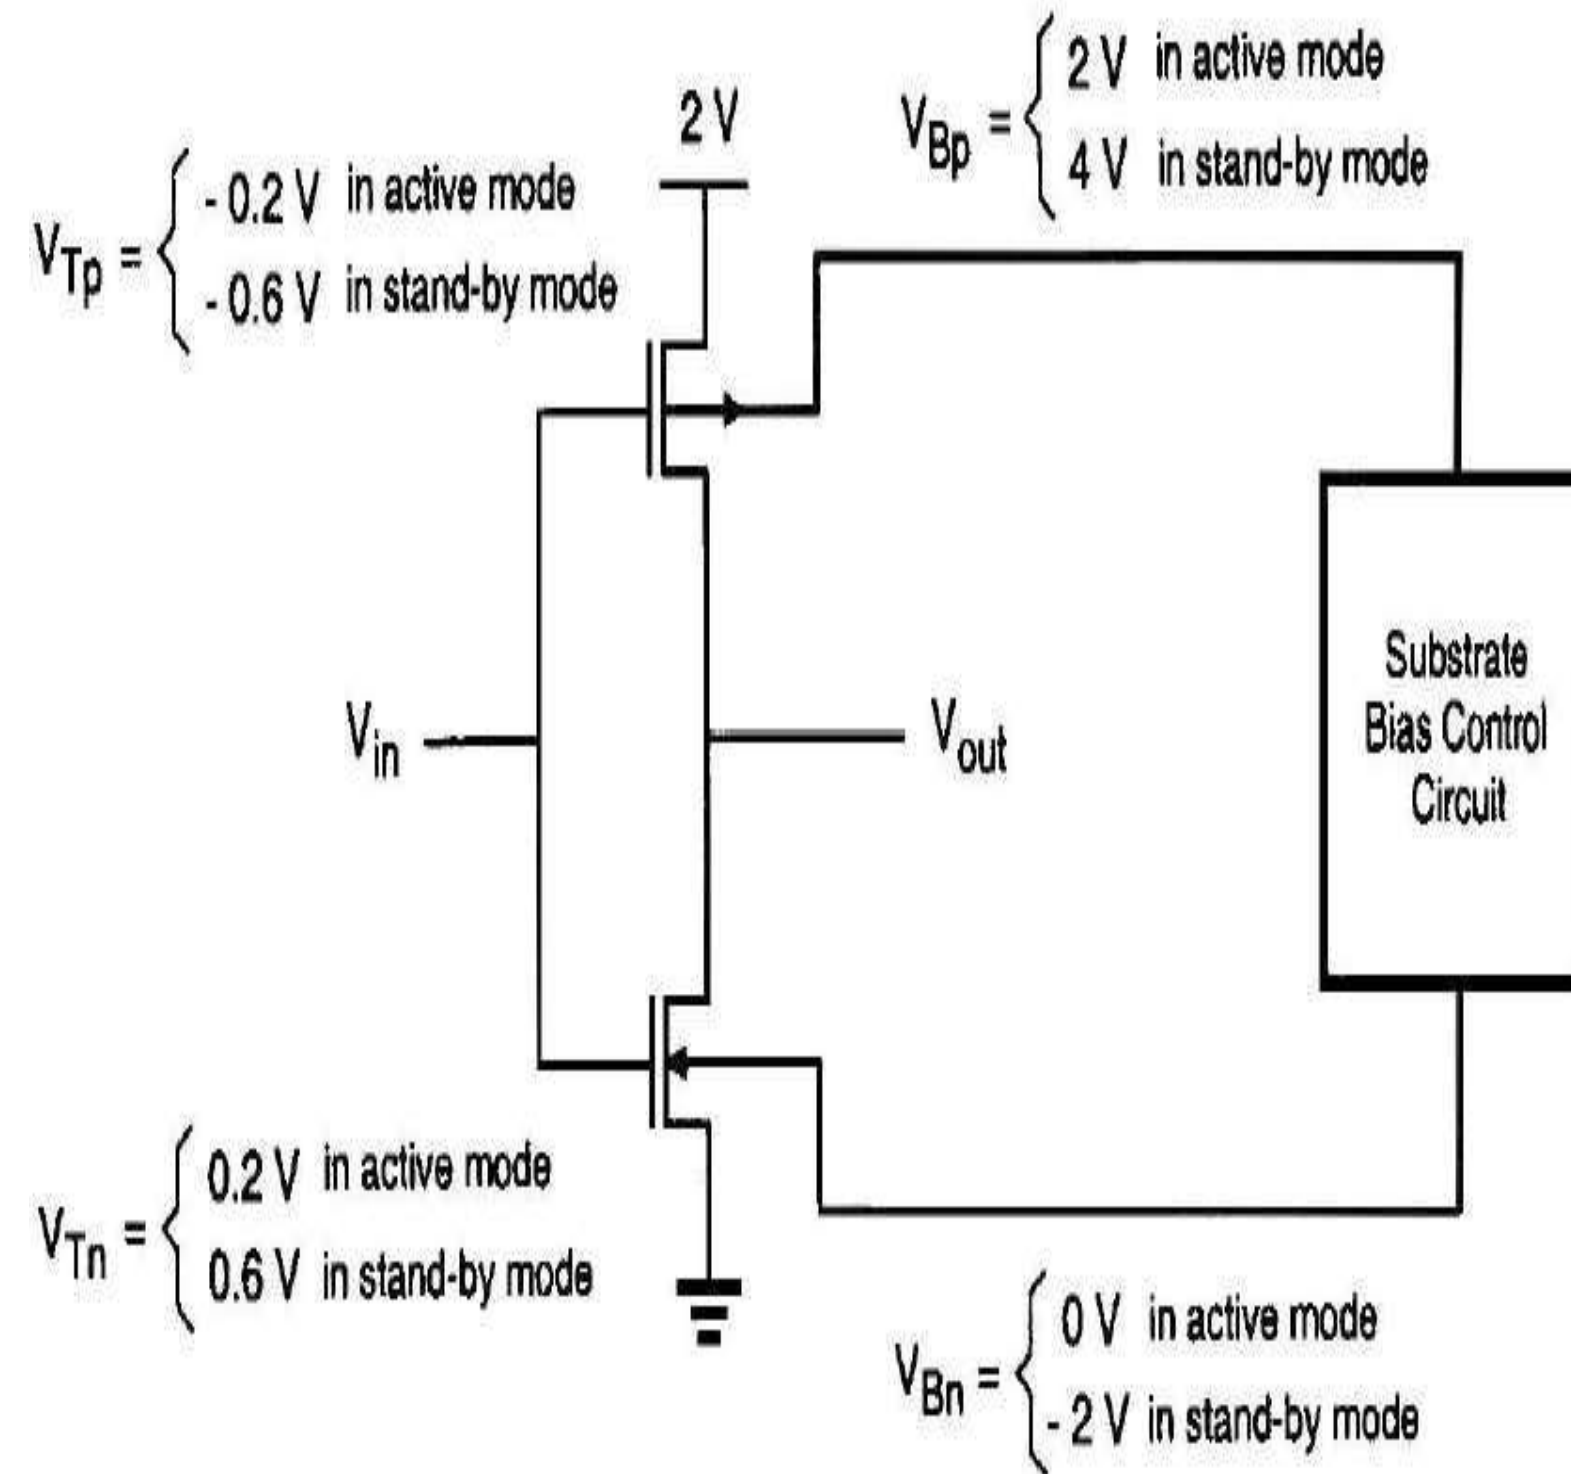 2 V
V_Bp = { 2 V in active mode
4 V in stand-by mode
V_Tp = { - 0.2 V in active mode
- 0.6 V in stand-by mode
V_in
V_out
Substrate
Bias Control
Circuit
V_Tn = { 0.2 V in active mode
0.6 V in stand-by mode
V_Bn = { 0 V in active mode
- 2 V in stand-by mode